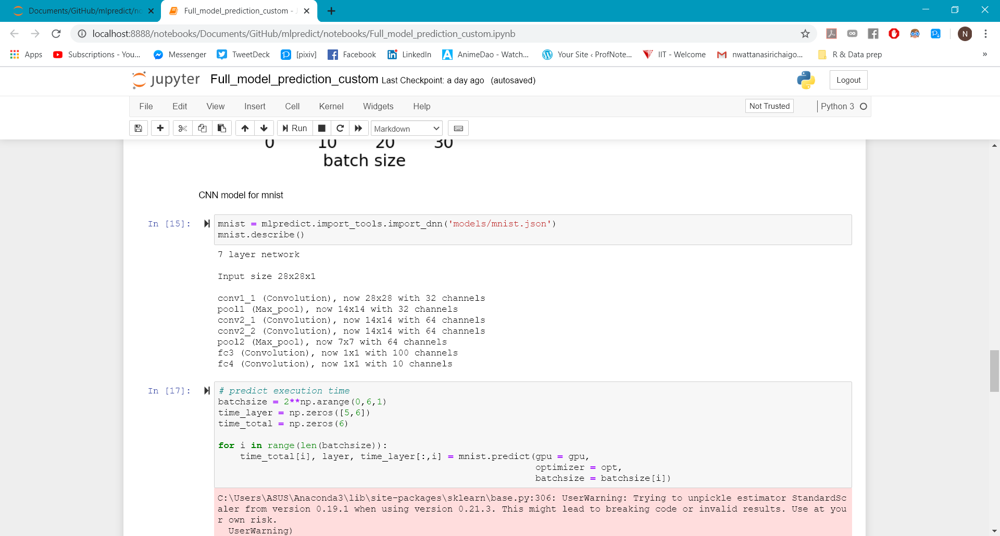 Documents/GitHub/mlpredict/no
Full_model_prediction_custom - J
localhost:8888/notebooks/Documents/GitHub/mlpredict/notebooks/Full_model_prediction_custom.ipynb
N
Apps Subscriptions - You... Messenger TweetDeck [pixiv] Facebook LinkedIn AnimeDao - Watch... Your Site ‹ ProfNote... IIT - Welcome nwattanasirichaigo... R & Data prep »
jupyter Full_model_prediction_custom Last Checkpoint: a day ago (autosaved) Logout
File Edit View Insert Cell Kernel Widgets Help Not Trusted Python 3
Run Markdown
0 10 20 30
batch size
CNN model for mnist
In [15]: mnist = mlpredict.import_tools.import_dnn('models/mnist.json')
mnist.describe()
7 layer network
Input size 28x28x1
conv1_1 (Convolution), now 28x28 with 32 channels
pool1 (Max_pool), now 14x14 with 32 channels
conv2_1 (Convolution), now 14x14 with 64 channels
conv2_2 (Convolution), now 14x14 with 64 channels
pool2 (Max_pool), now 7x7 with 64 channels
fc3 (Convolution), now 1x1 with 100 channels
fc4 (Convolution), now 1x1 with 10 channels
In [17]: # predict execution time
batchsize = 2**np.arange(0,6,1)
time_layer = np.zeros([5,6])
time_total = np.zeros(6)
for i in range(len(batchsize)):
    time_total[i], layer, time_layer[:,i] = mnist.predict(gpu = gpu,
optimizer = opt,
batchsize = batchsize[i])
C:\Users\ASUS\Anaconda3\lib\site-packages\sklearn\base.py:306: UserWarning: Trying to unpickle estimator StandardSc
aler from version 0.19.1 when using version 0.21.3. This might lead to breaking code or invalid results. Use at you
r own risk.
  UserWarning)